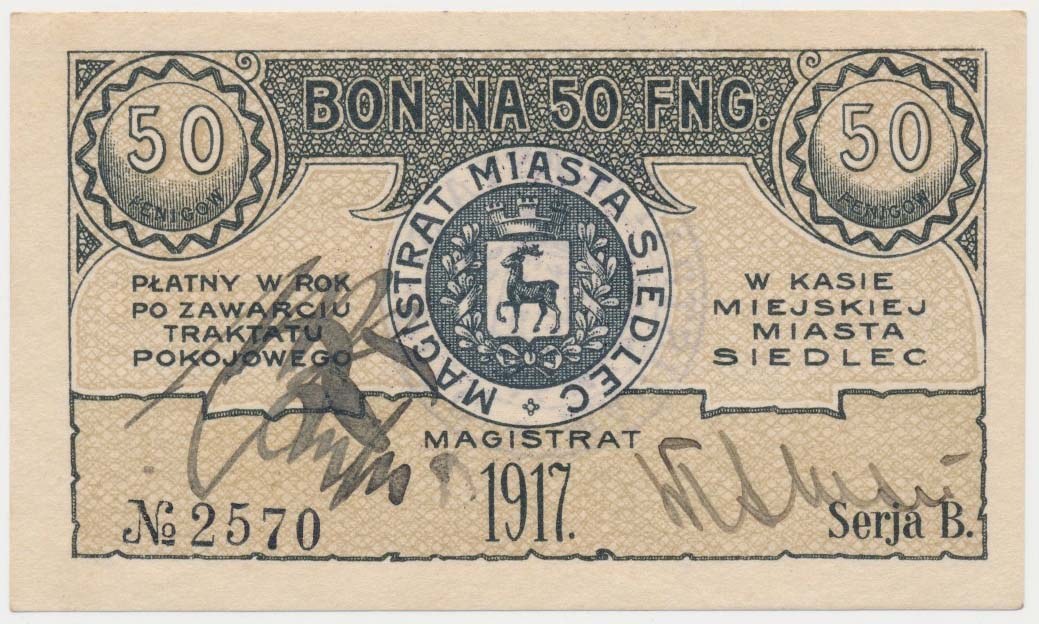 BON NA 50 FNG.
50
FENIGÓW
50
FENIGÓW
MAGISTRAT MIASTA SIEDLEC
PŁATNY W ROK
PO ZAWARCIU
TRAKTATU
POKOJOWEGO
W KASIE
MIEJSKIEJ
MIASTA
SIEDLEC
MAGISTRAT
1917.
№ 2570
Serja B.